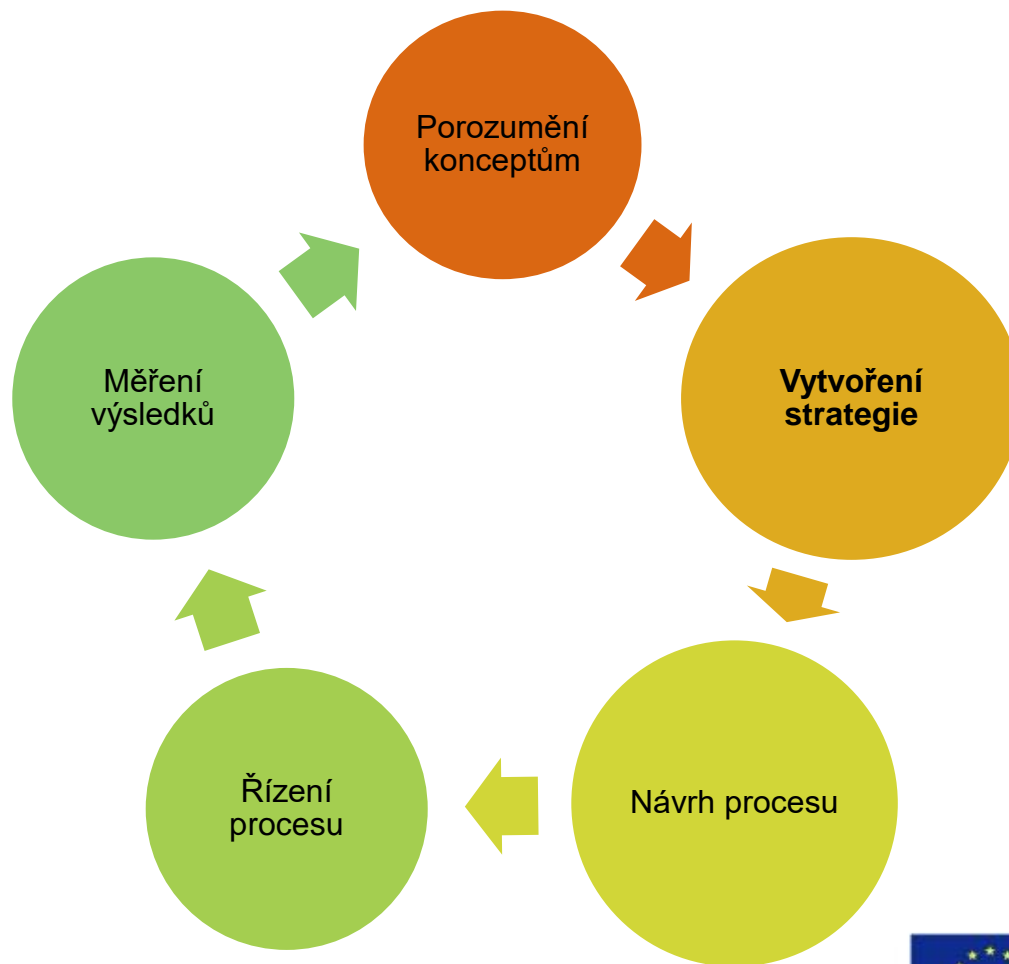 Porozumění
konceptům
Vytvoření
strategie
Návrh procesu
Řízení
procesu
Měření
výsledků